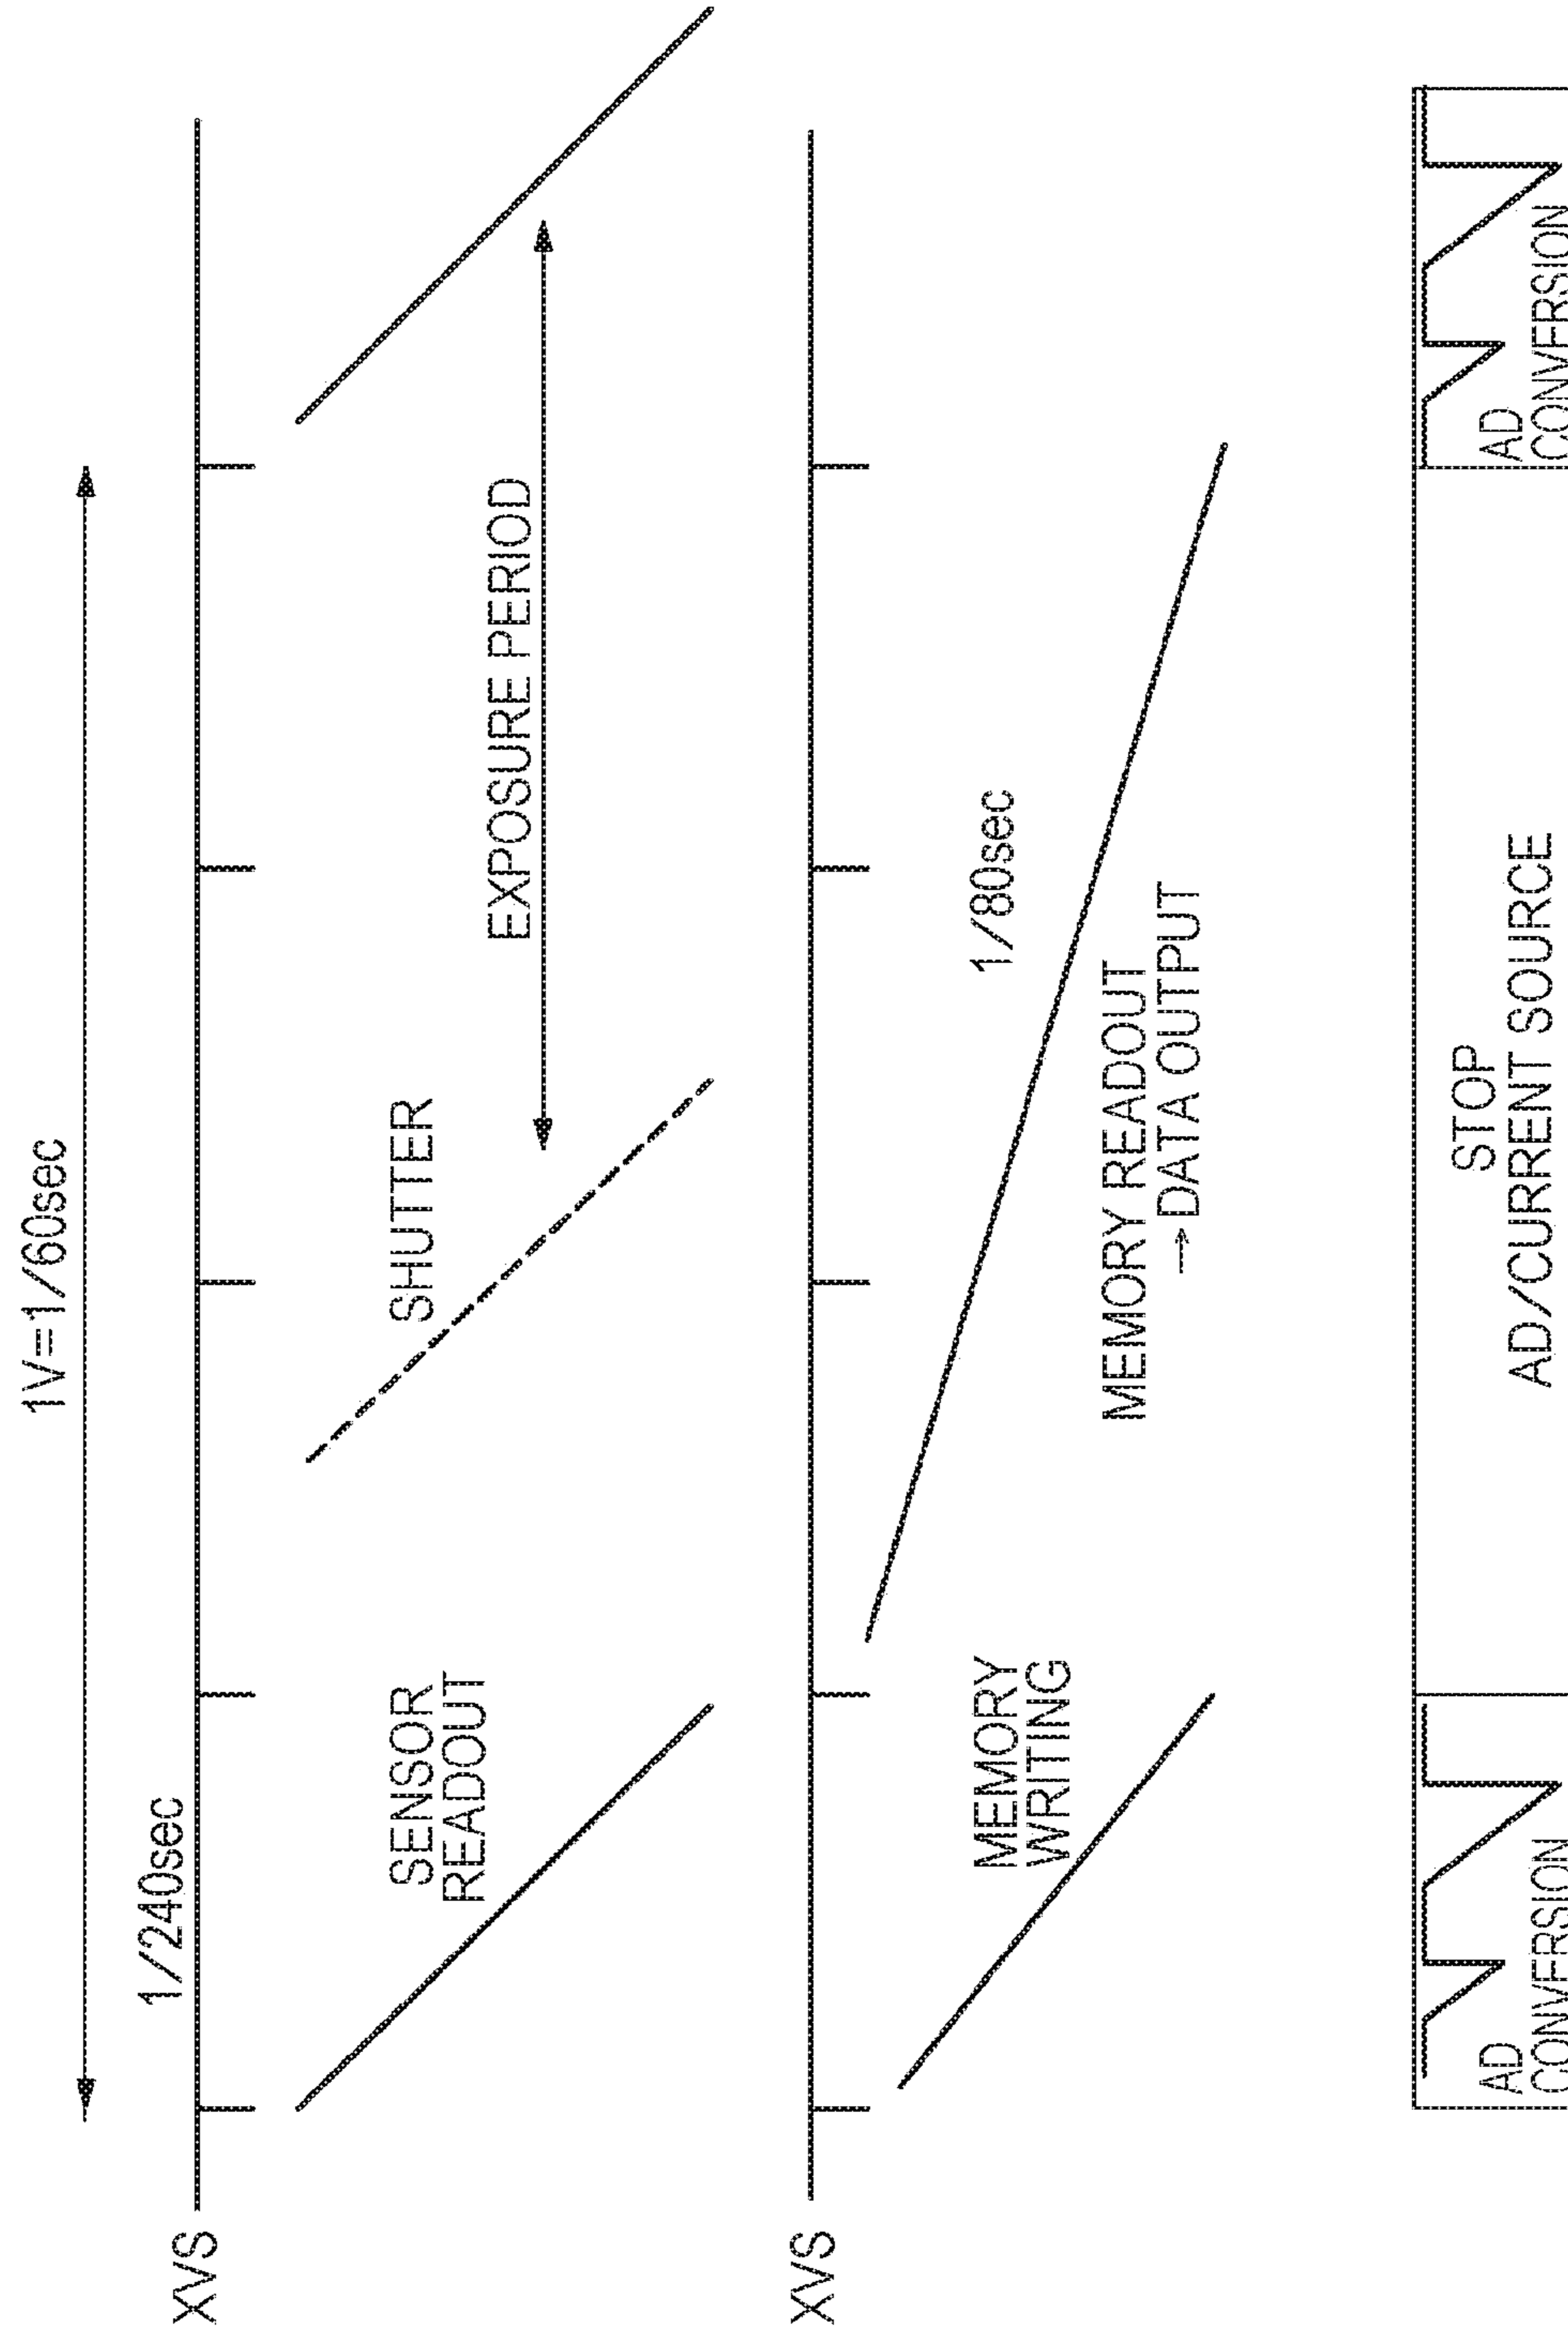 1V=1/60sec
1/240sec
XVS
SENSOR
READOUT
SHUTTER
EXPOSURE PERIOD
XVS
MEMORY
WRITING
1/80sec
MEMORY READOUT
→DATA OUTPUT
AD
CONVERSION
STOP
AD/CURRENT SOURCE
AD
CONVERSION